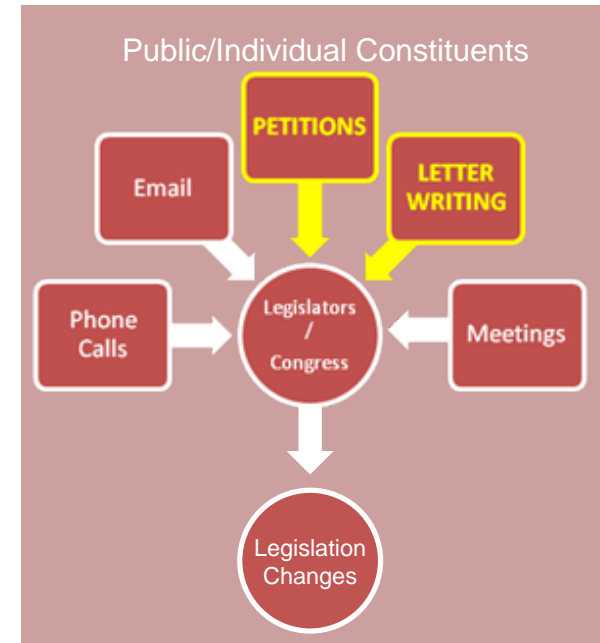 Public/Individual Constituents
PETITIONS
Email
LETTER
WRITING
Phone
Calls
Legislators
/
Congress
Meetings
Legislation
Changes